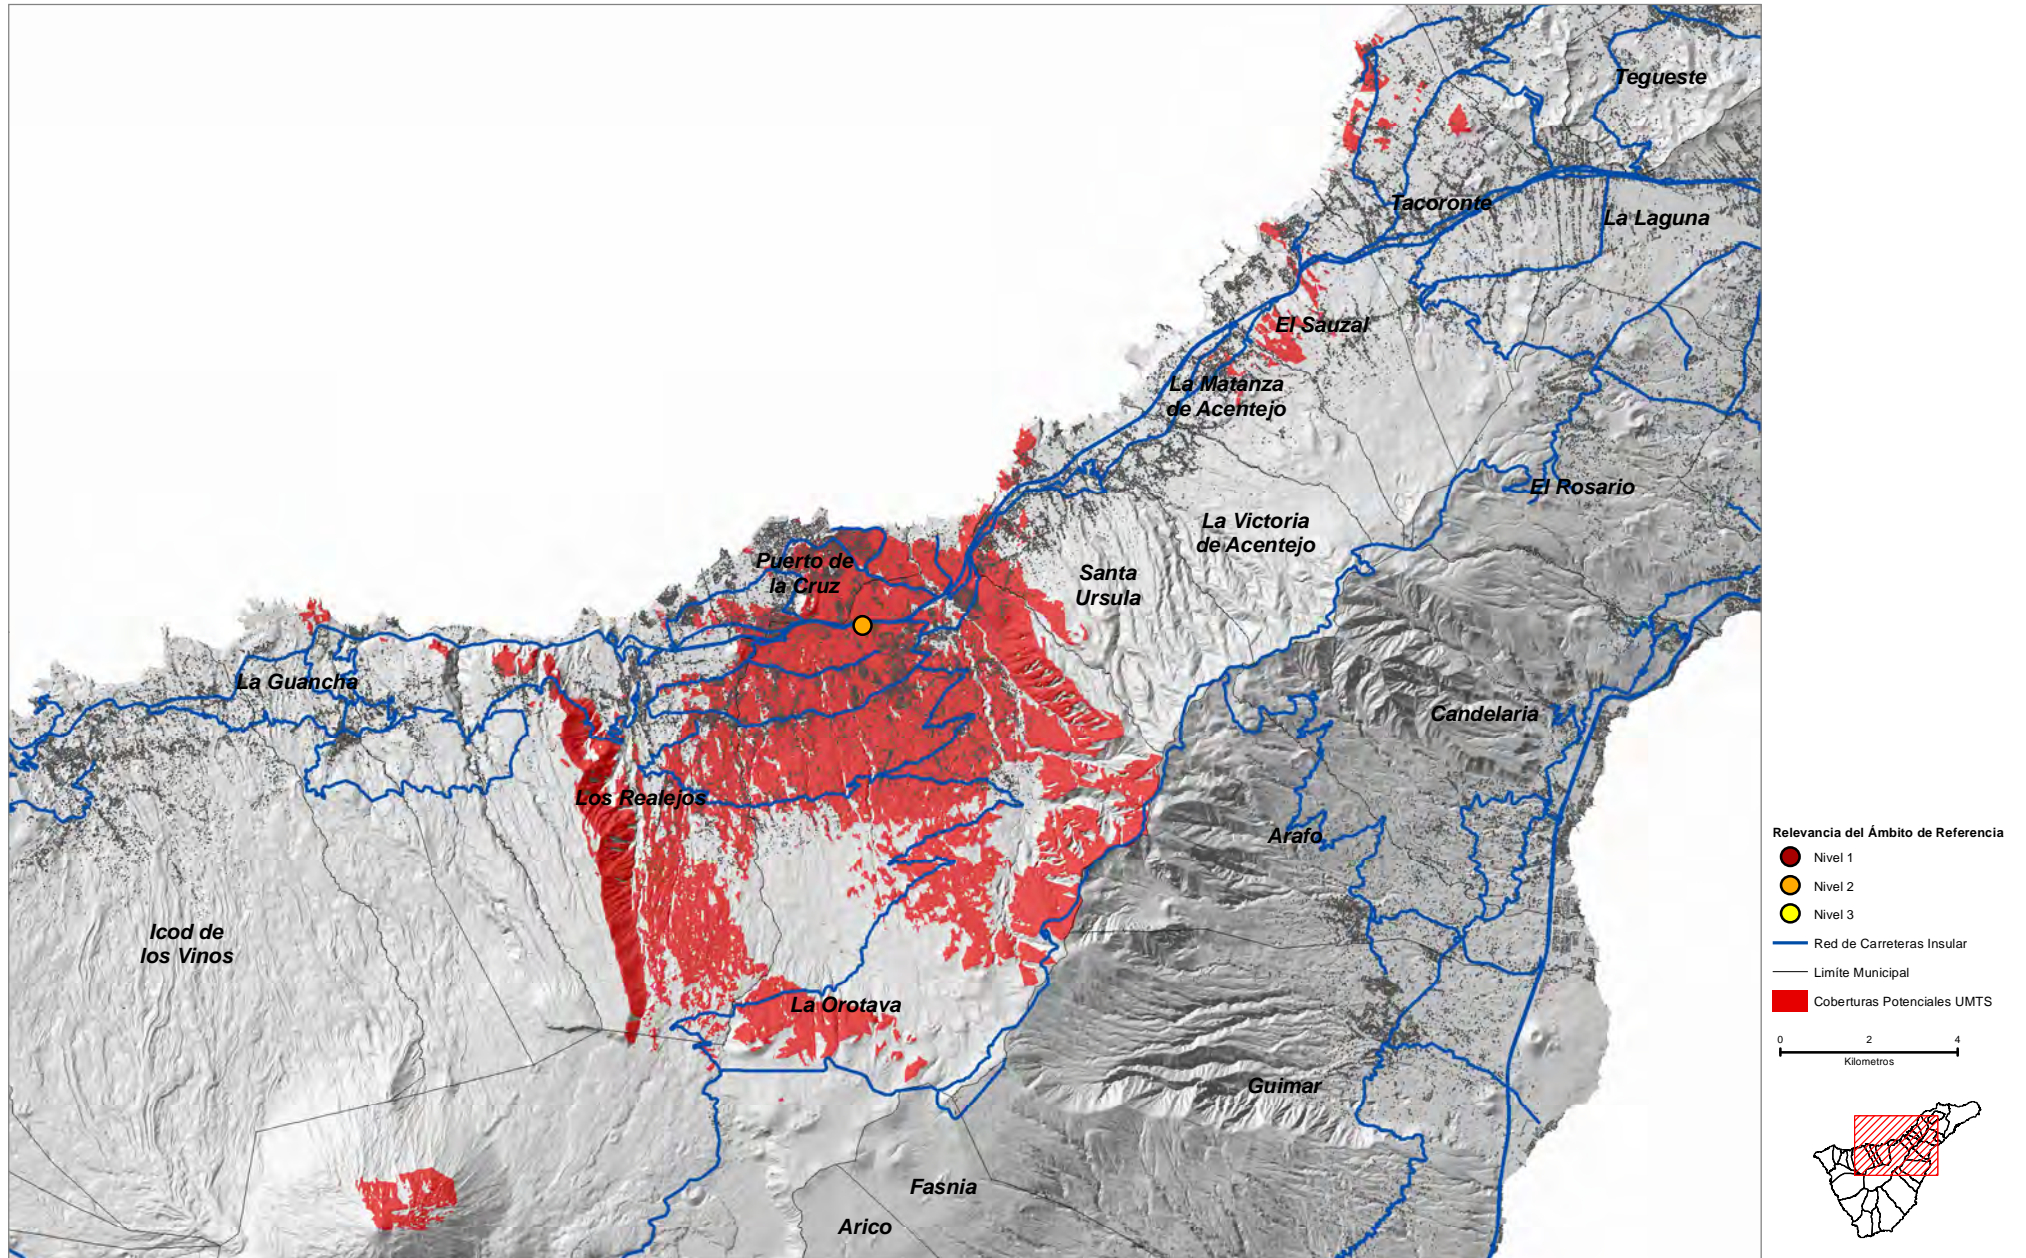 Tegueste
Tacoronte
La Laguna
El Sauzal
La Matanza
de Acentejo
El Rosario
La Victoria
de Acentejo
Puerto de
la Cruz
Santa
Ursula
La Guancha
Candelaria
Los Realejos
Arafo
Icod de
los Vinos
La Orotava
Guimar
Fasnia
Arico
Relevancia del Ámbito de Referencia
Nivel 1
Nivel 2
Nivel 3
Red de Carreteras Insular
Limíte Municipal
Coberturas Potenciales UMTS
0 2 4
Kilometros